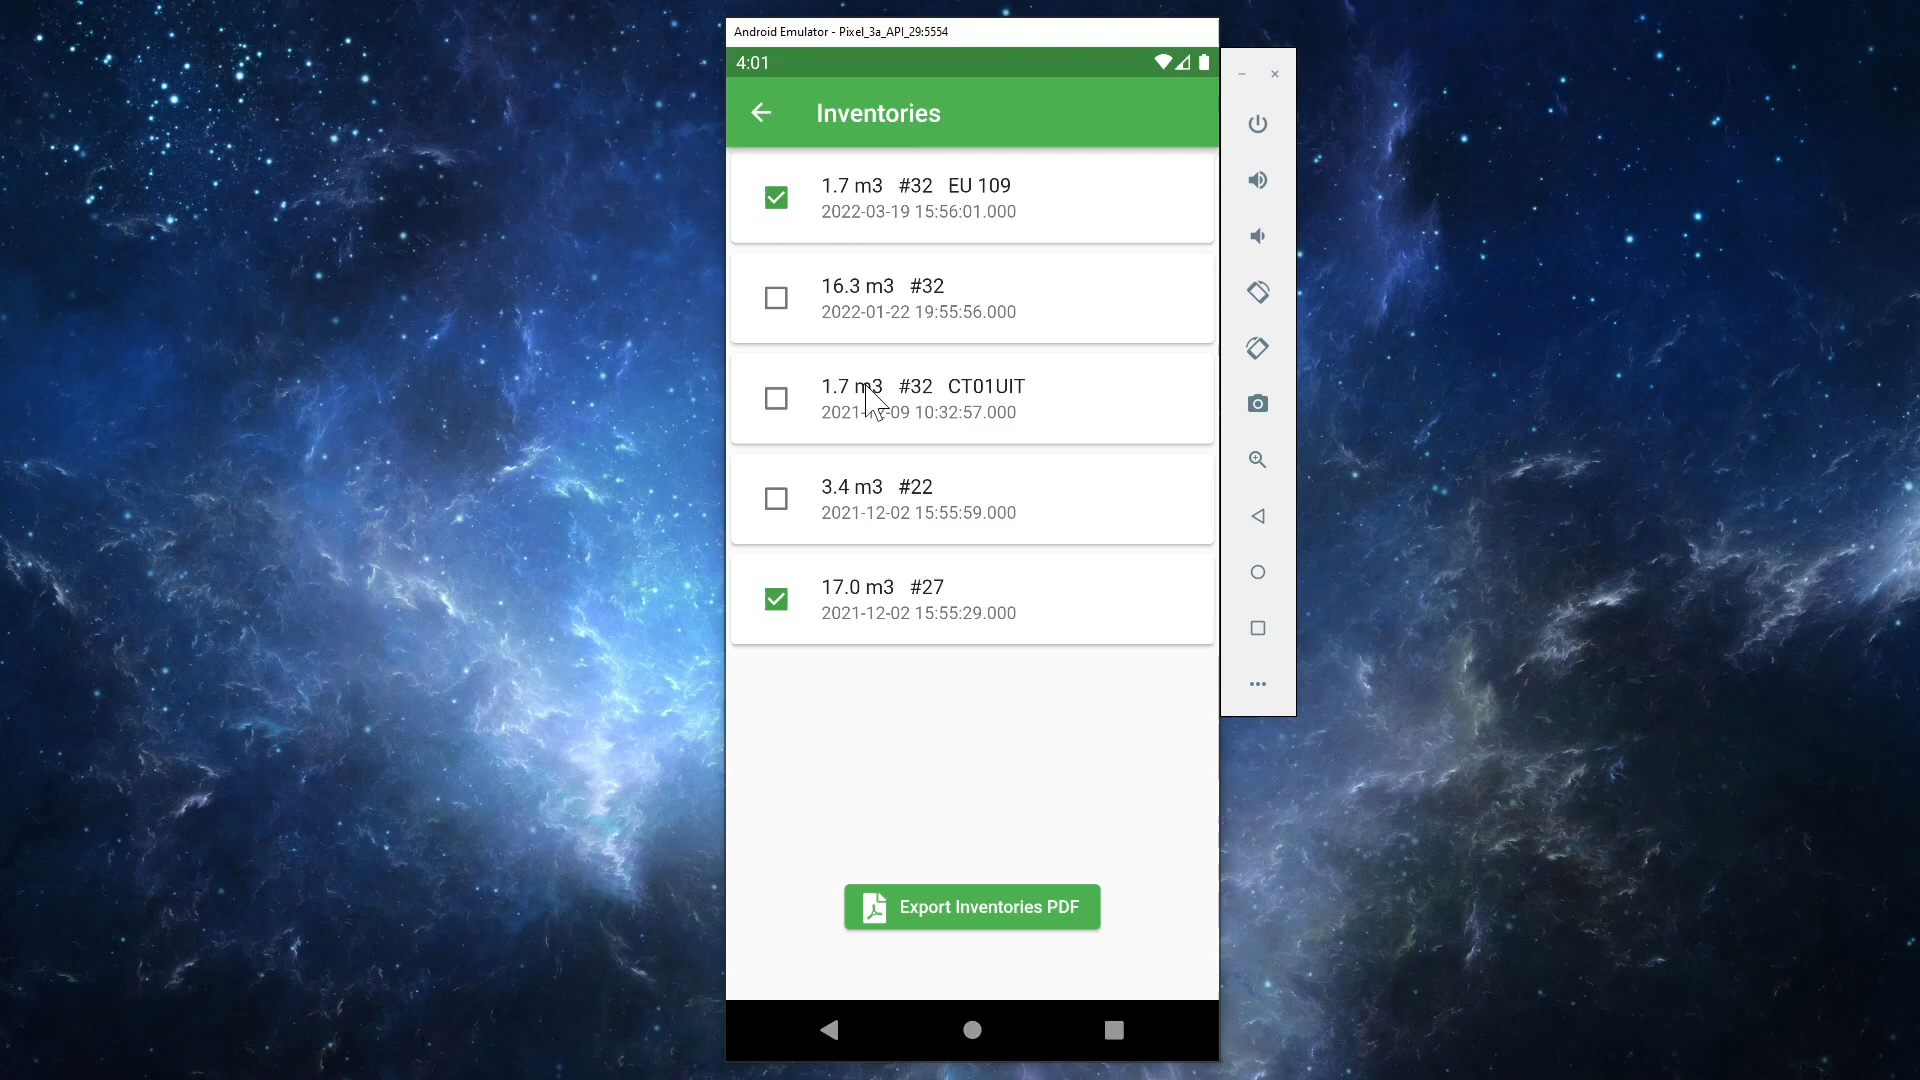 Android Emulator - Pixel_3a_API_29:5554
4:01
Inventories
1.7 m3 #32 EU 109
2022-03-19 15:56:01.000
16.3 m3 #32
2022-01-22 19:55:56.000
1.7 m3 #32 CT01UIT
2021- -09 10:32:57.000
3.4 m3 #22
2021-12-02 15:55:59.000
17.0 m3 #27
2021-12-02 15:55:29.000
Export Inventories PDF